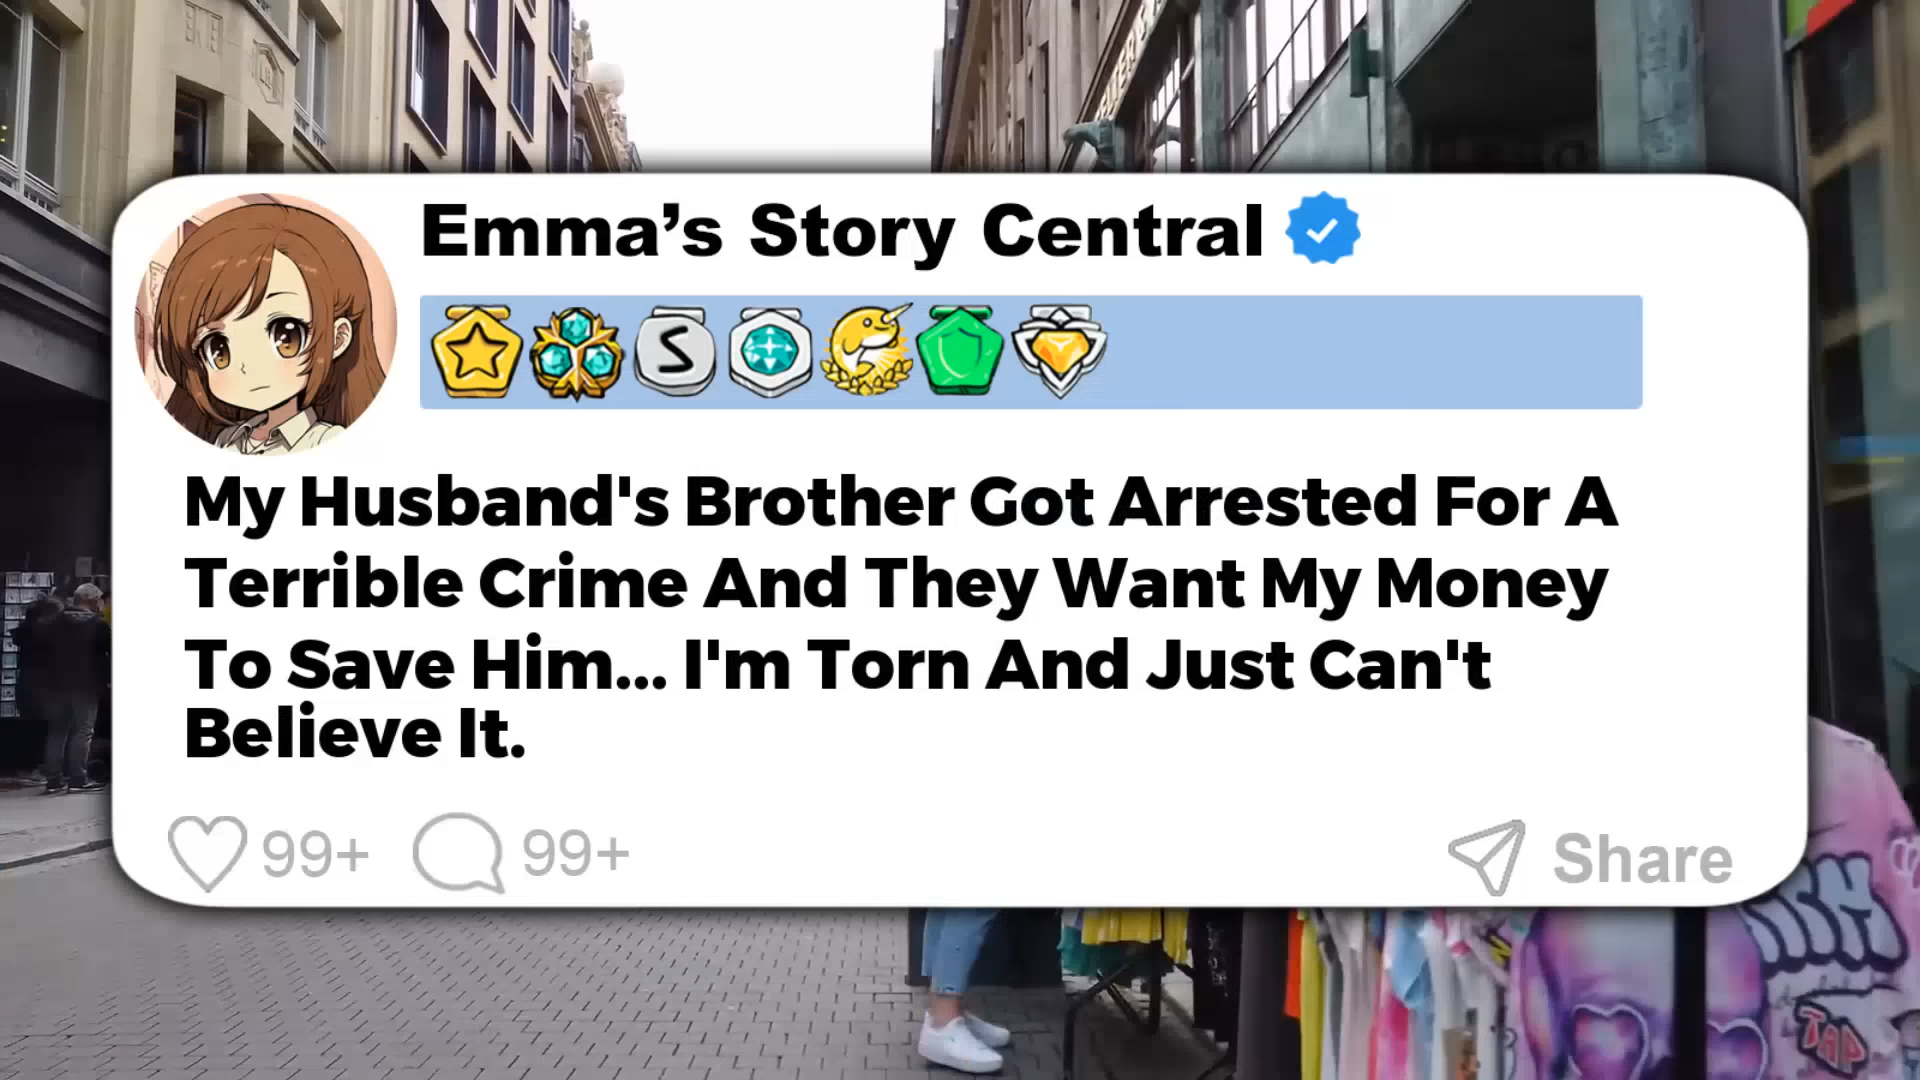 Emma’s Story Central
S
My Husband's Brother Got Arrested For A
Terrible Crime And They Want My Money
To Save Him... I'm Torn And Just Can't
Believe It.
99+
99+
Share